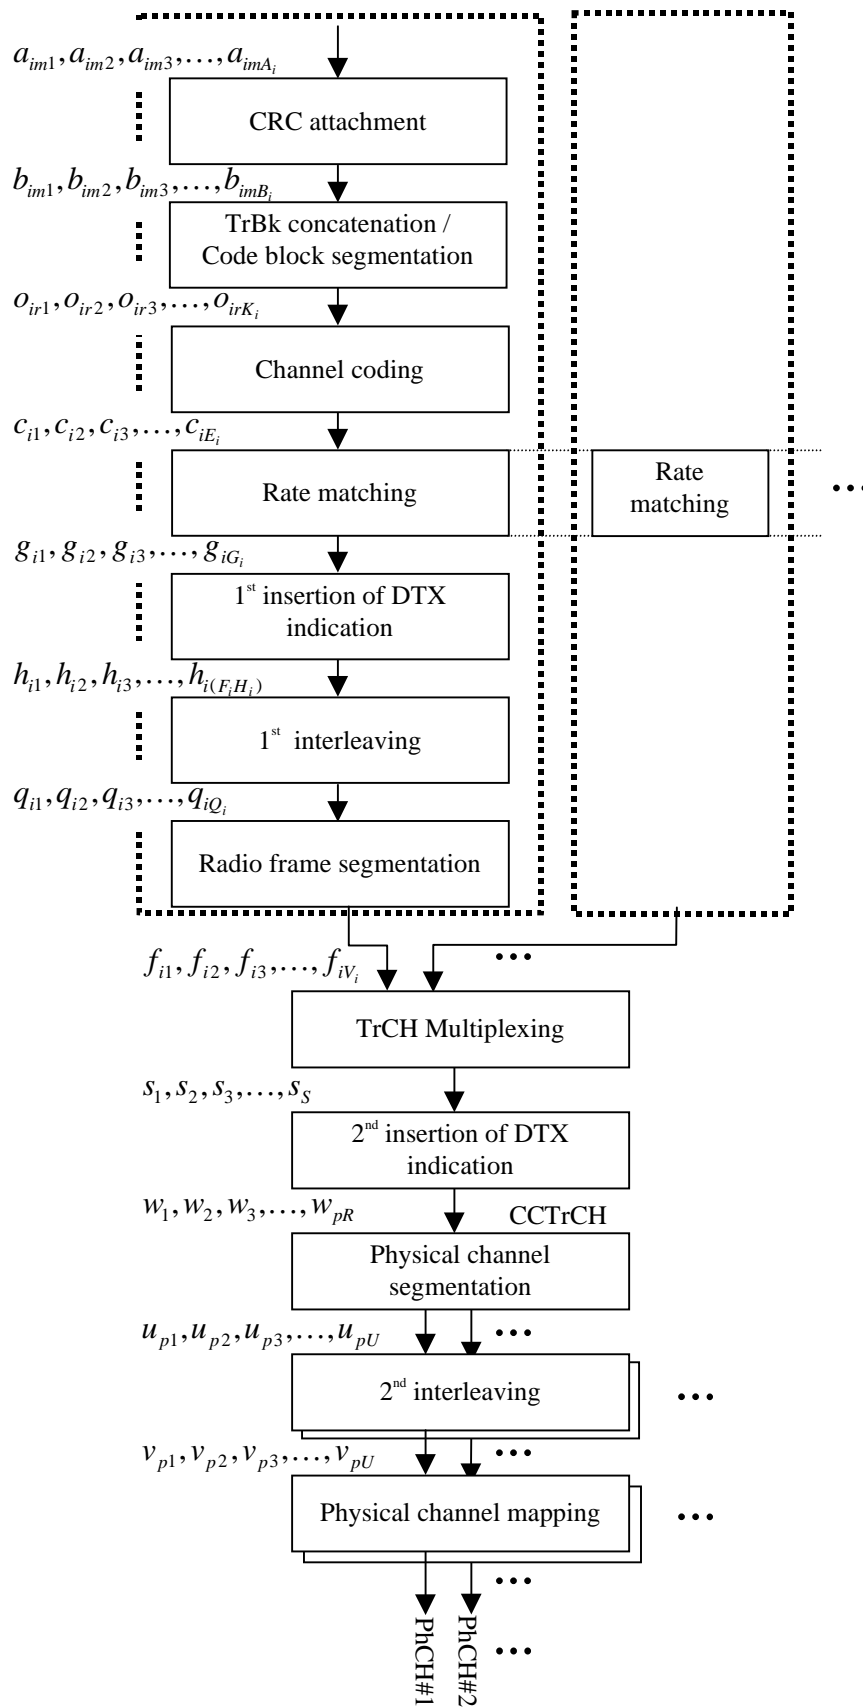 a_{im1}, a_{im2}, a_{im3}, …, a_{imA_i}
CRC attachment
b_{im1}, b_{im2}, b_{im3}, …, b_{imB_i}
TrBk concatenation /
Code block segmentation
o_{ir1}, o_{ir2}, o_{ir3}, …, o_{irK_i}
Channel coding
c_{i1}, c_{i2}, c_{i3}, …, c_{iE_i}
Rate matching
Rate
matching
…
g_{i1}, g_{i2}, g_{i3}, …, g_{iG_i}
1st insertion of DTX
indication
h_{i1}, h_{i2}, h_{i3}, …, h_{i(F_iH_i)}
1st interleaving
q_{i1}, q_{i2}, q_{i3}, …, q_{iQ_i}
Radio frame segmentation
…
f_{i1}, f_{i2}, f_{i3}, …, f_{iV_i}
TrCH Multiplexing
s_1, s_2, s_3, …, s_S
2nd insertion of DTX
indication
w_1, w_2, w_3, …, w_{pR}
CCTrCH
Physical channel
segmentation
u_{p1}, u_{p2}, u_{p3}, …, u_{pU}
…
2nd interleaving
…
v_{p1}, v_{p2}, v_{p3}, …, v_{pU}
…
Physical channel mapping
…
…
PhCH#1
PhCH#2
…